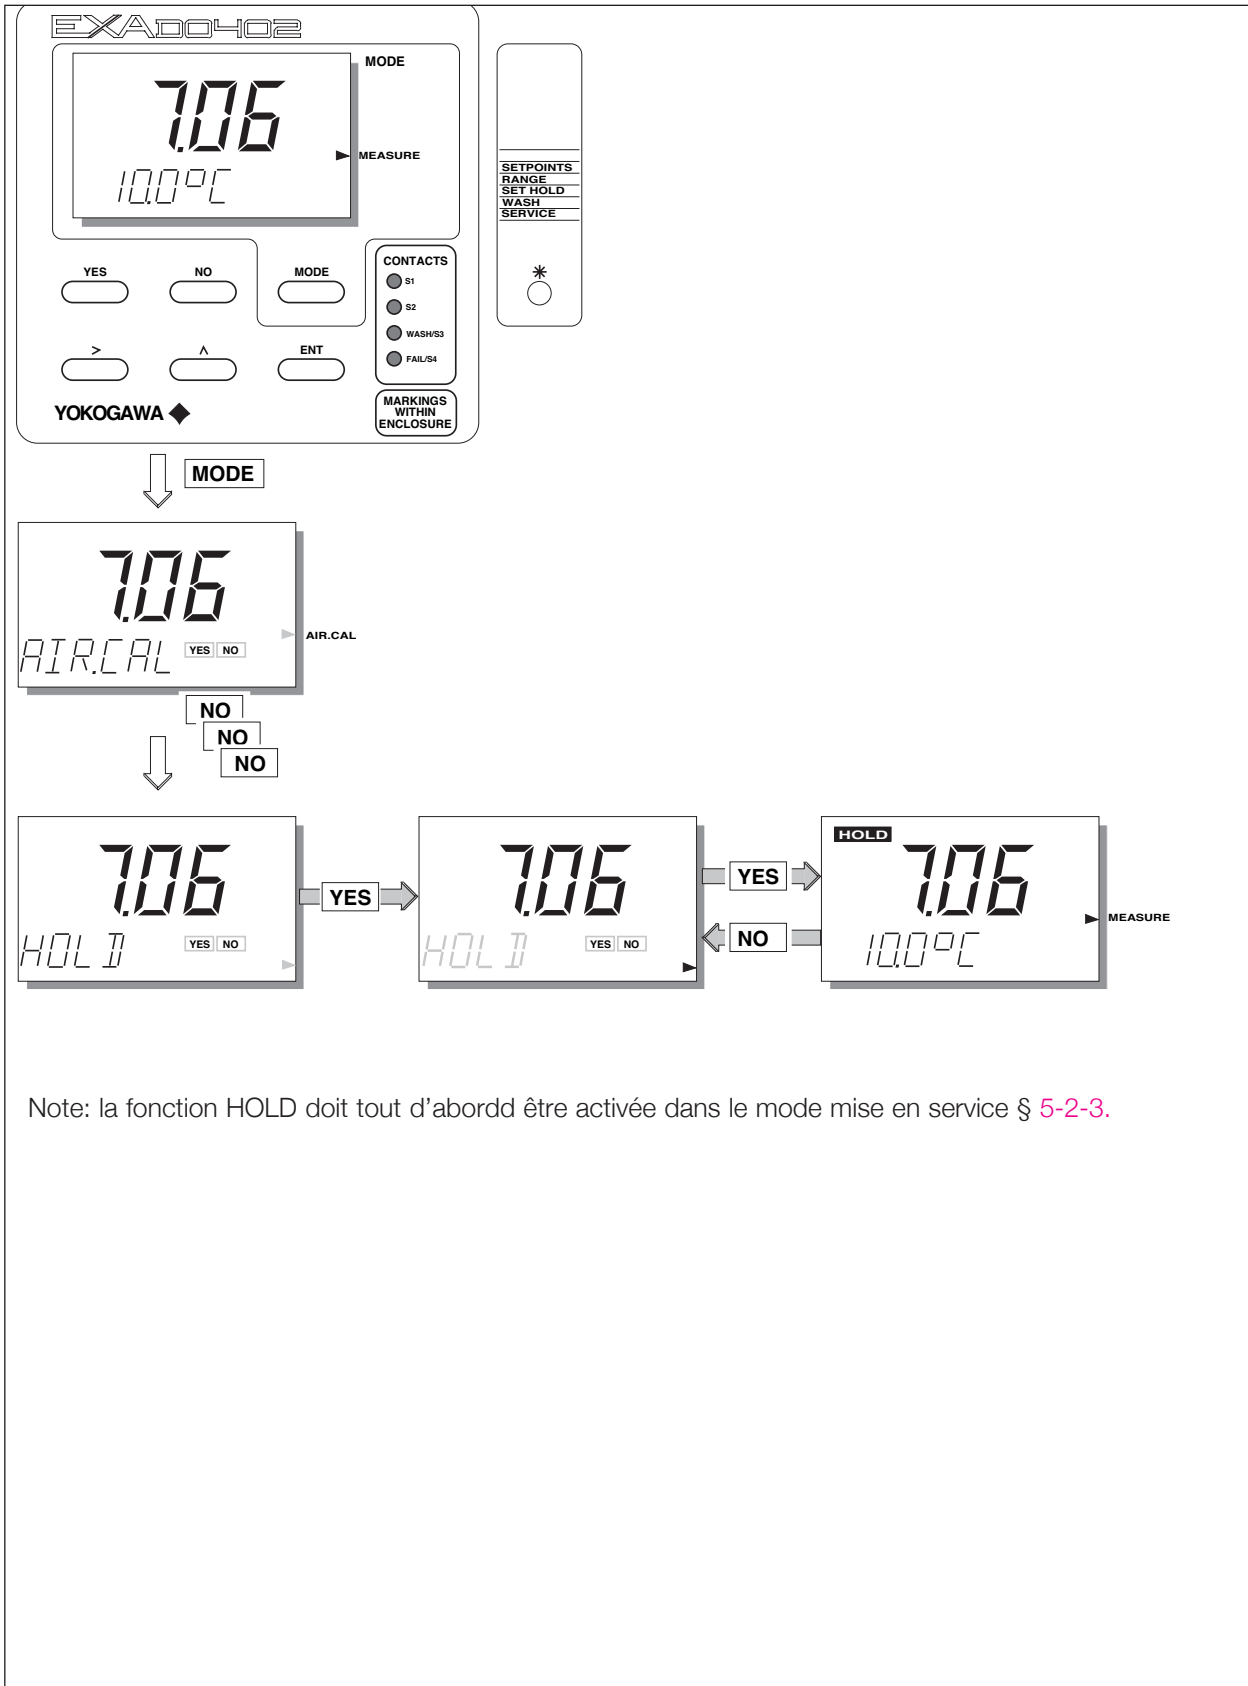 EXA DO402
MODE
7.06
MEASURE
10.0°C
SETPOINTS
RANGE
SET HOLD
WASH
SERVICE
YES NO MODE
CONTACTS
S1
S2
WASH/S3
FAIL/S4
*
> ^ ENT
YOKOGAWA
MARKINGS
WITHIN
ENCLOSURE
MODE
7.06
AIR.CAL YES NO
AIR.CAL
NO
NO
NO
7.06
HOLD YES NO
YES
7.06
HOLD YES NO
YES
NO
HOLD
7.06
MEASURE
10.0°C
Note: la fonction HOLD doit tout d'abordd être activée dans le mode mise en service § 5-2-3.